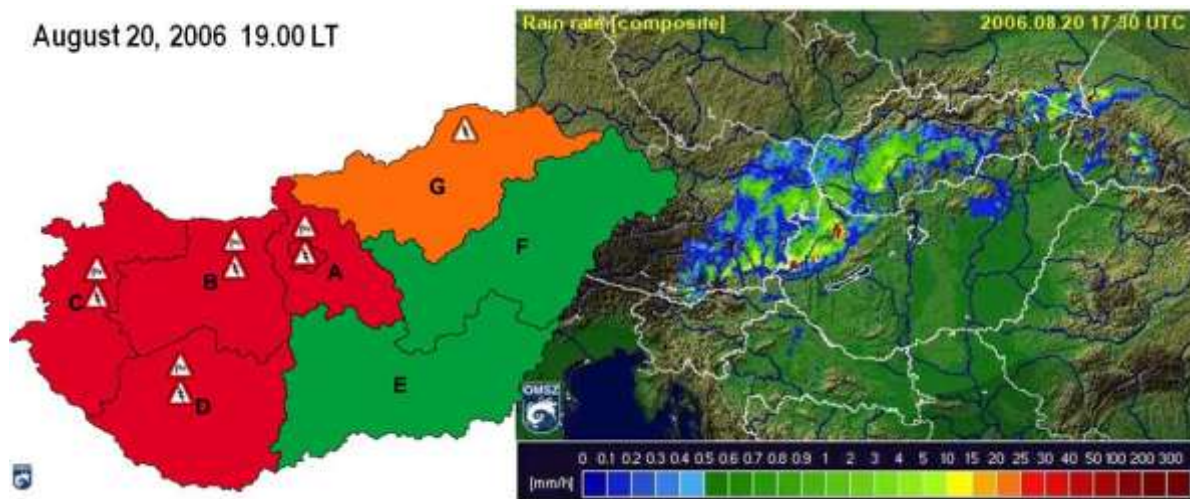 August 20, 2006 19.00 LT
Rain rate [composite]
2006.08.20 17:30 UTC
G
F
A
B
C
E
D
OMSZ
0 0.1 0.2 0.3 0.4 0.5 0.6 0.7 0.8 0.9 1 2 3 4 5 10 15 20 25 30 40 50 100 200 300
[mm/h]